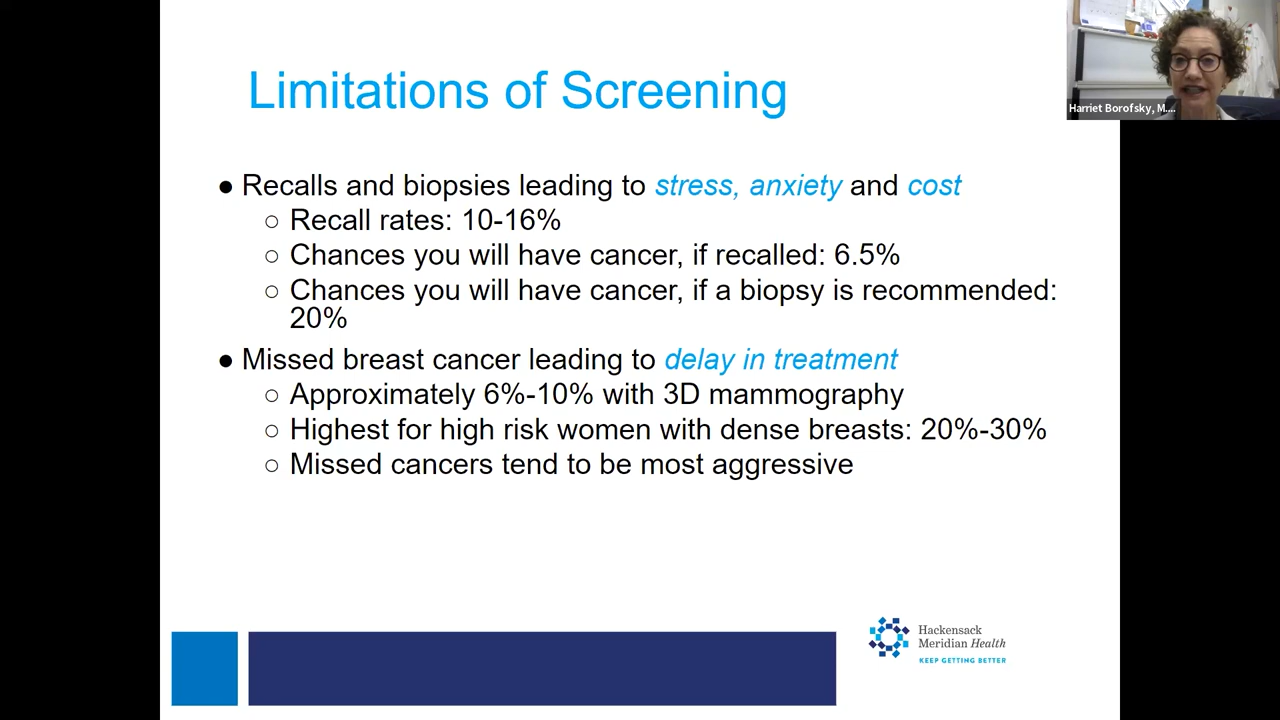 Limitations of Screening
Harriet Borofsky, M....
● Recalls and biopsies leading to stress, anxiety and cost
○ Recall rates: 10-16%
○ Chances you will have cancer, if recalled: 6.5%
○ Chances you will have cancer, if a biopsy is recommended:
20%
● Missed breast cancer leading to delay in treatment
○ Approximately 6%-10% with 3D mammography
○ Highest for high risk women with dense breasts: 20%-30%
○ Missed cancers tend to be most aggressive
Hackensack
Meridian Health
KEEP GETTING BETTER